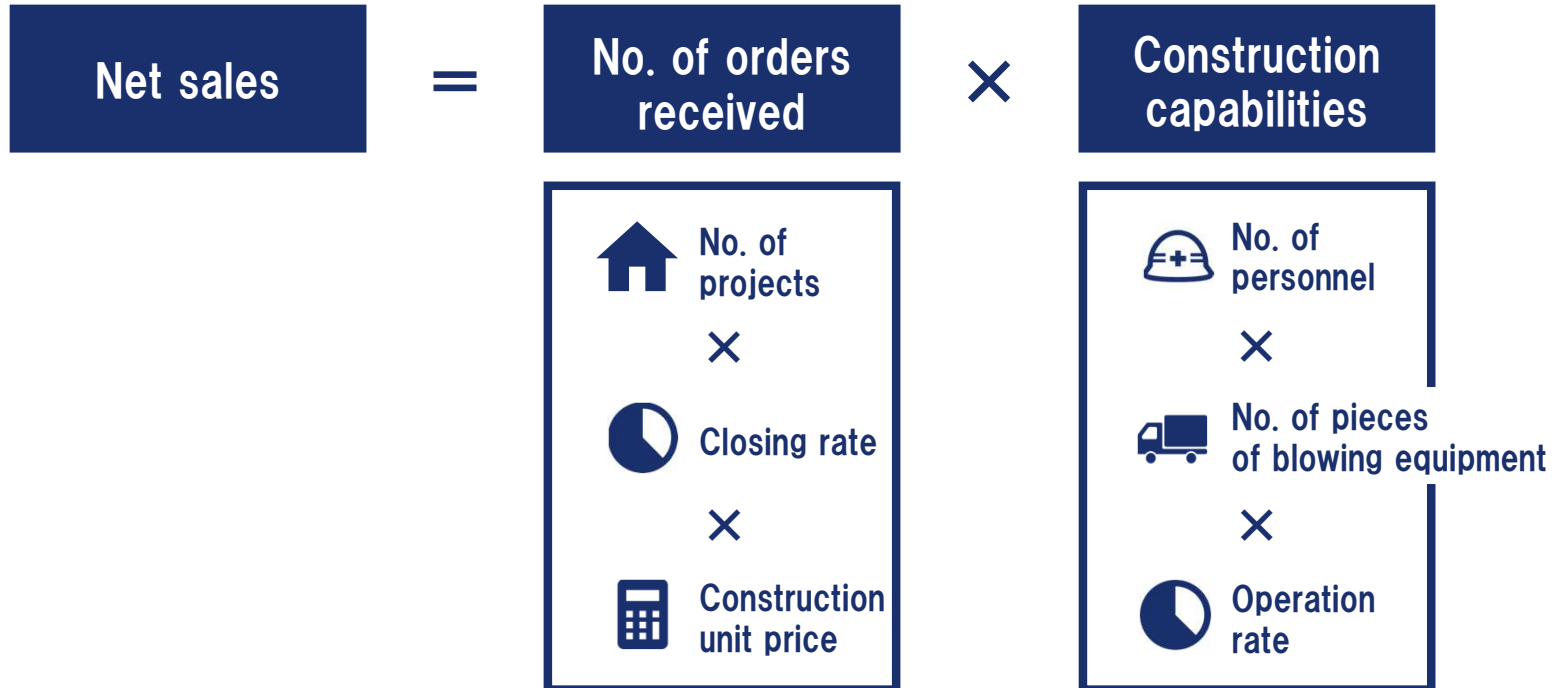 Net sales
=
No. of orders
received
×
Construction
capabilities
No. of
projects
×
Closing rate
×
Construction
unit price
No. of
personnel
×
No. of pieces
of blowing equipment
×
Operation
rate